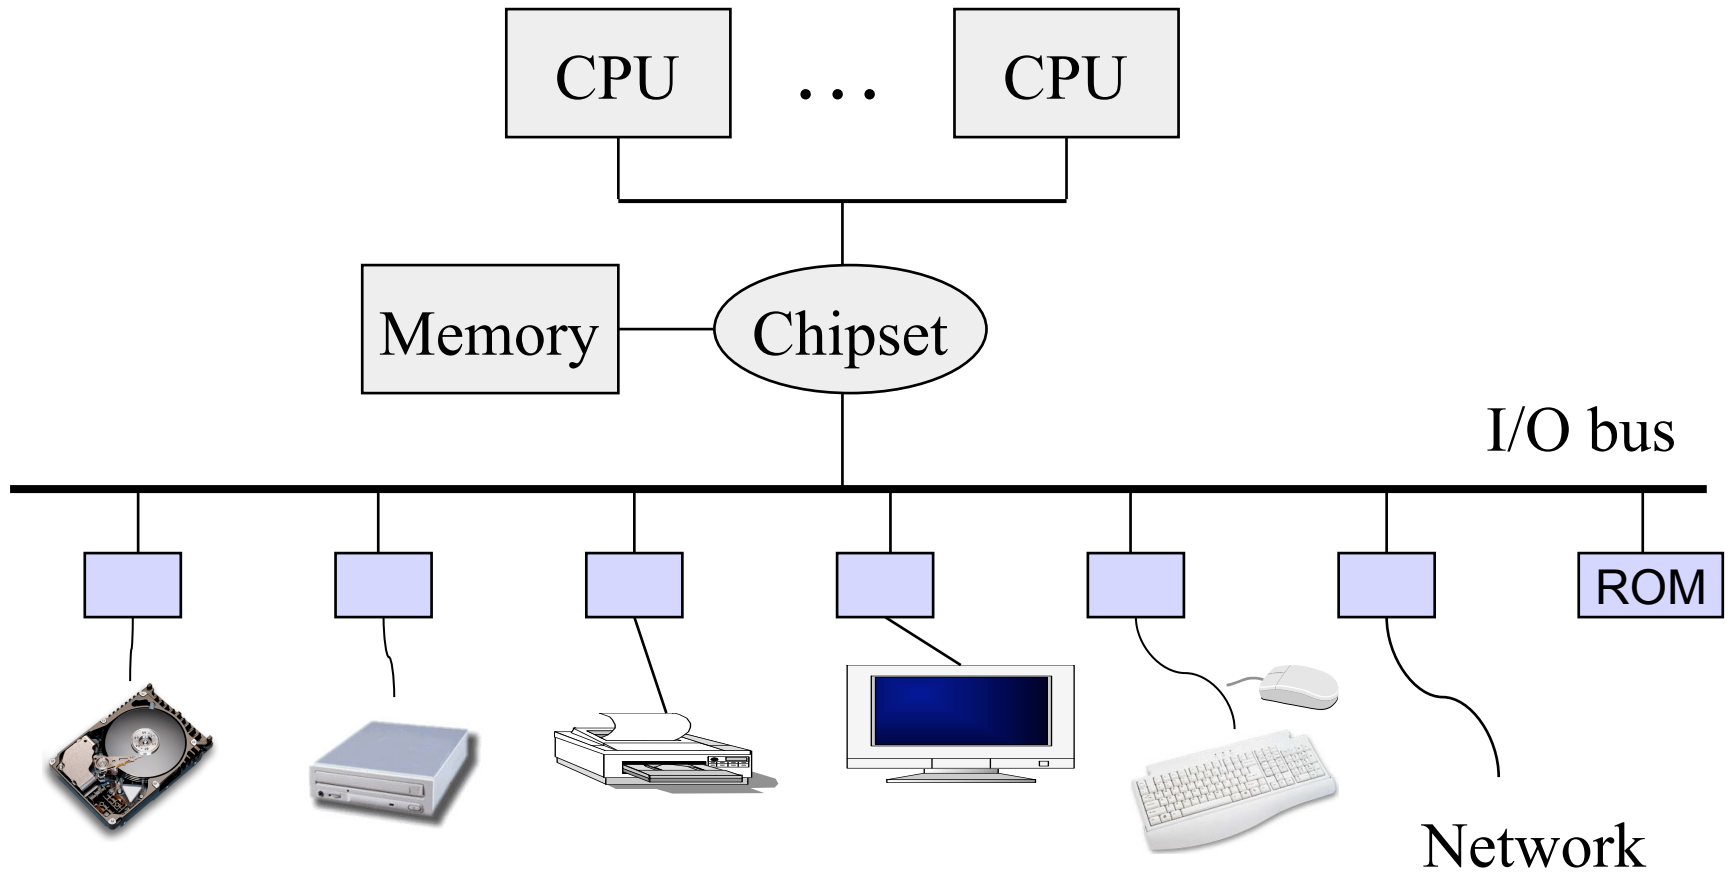 CPU ... CPU
Memory
Chipset
I/O bus
ROM
Network